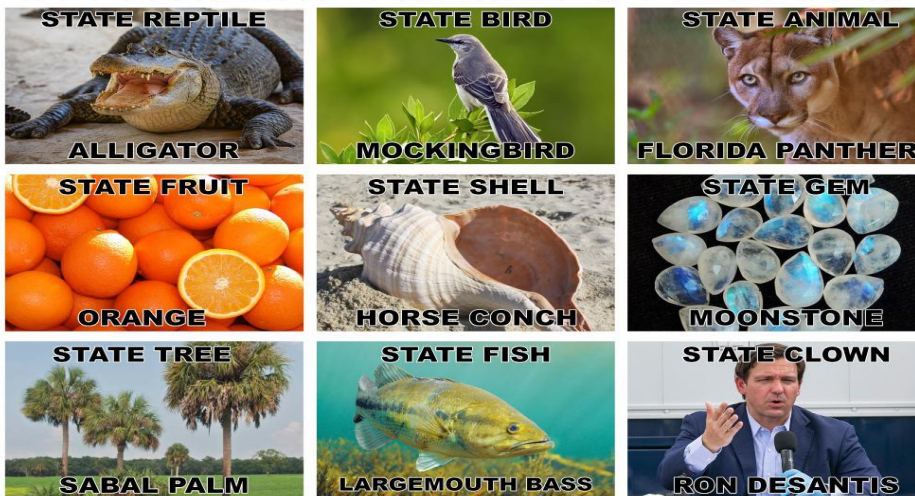 STATE REPTILE
ALLIGATOR
STATE BIRD
MOCKINGBIRD
STATE ANIMAL
FLORIDA PANTHER
STATE FRUIT
ORANGE
STATE SHELL
HORSE CONCH
STATE GEM
MOONSTONE
STATE TREE
SABAL PALM
STATE FISH
LARGEMOUTH BASS
STATE CLOWN
RON DESANTIS